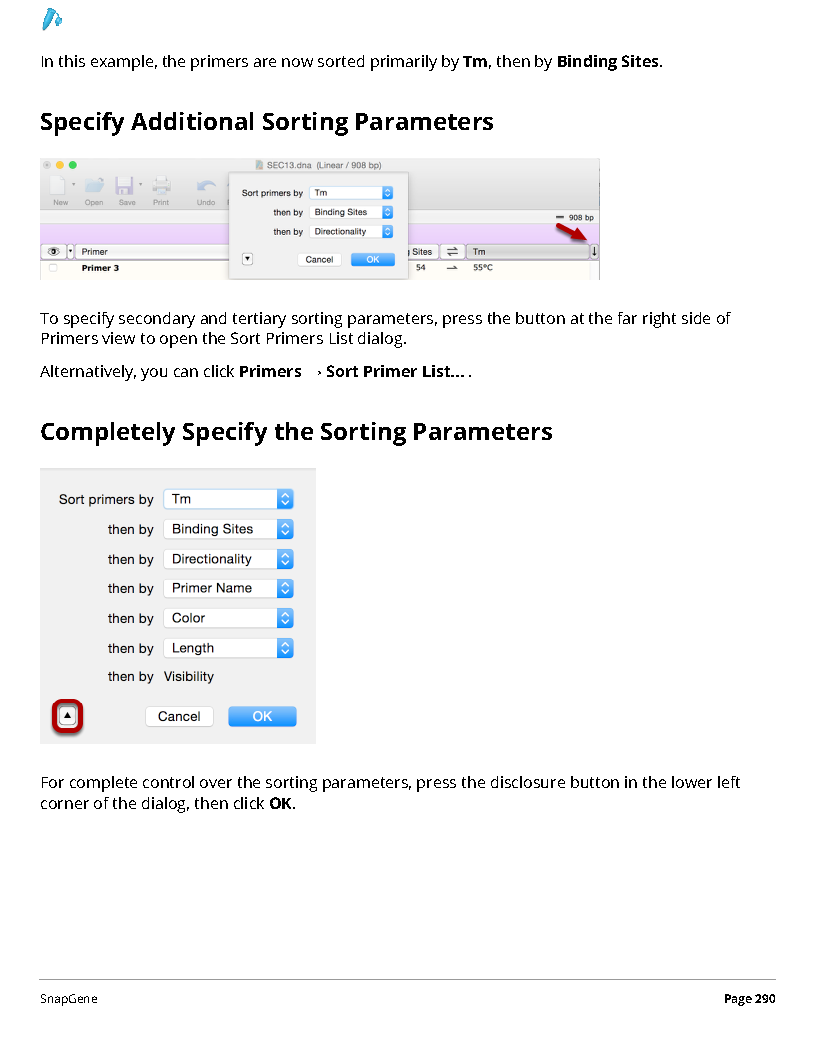 In this example, the primers are now sorted primarily by Tm, then by Binding Sites.
Specify Additional Sorting Parameters
SEC13.dna (Linear / 908 bp)
New Open Save Print Undo
Sort primers by Tm
then by Binding Sites
then by Directionality
Cancel OK
908 bp
Primer Sites Tm
Primer 3 54 55°C
To specify secondary and tertiary sorting parameters, press the button at the far right side of
Primers view to open the Sort Primers List dialog.
Alternatively, you can click Primers → Sort Primer List... .
Completely Specify the Sorting Parameters
Sort primers by Tm
then by Binding Sites
then by Directionality
then by Primer Name
then by Color
then by Length
then by Visibility
Cancel OK
For complete control over the sorting parameters, press the disclosure button in the lower left
corner of the dialog, then click OK.
SnapGene Page 290